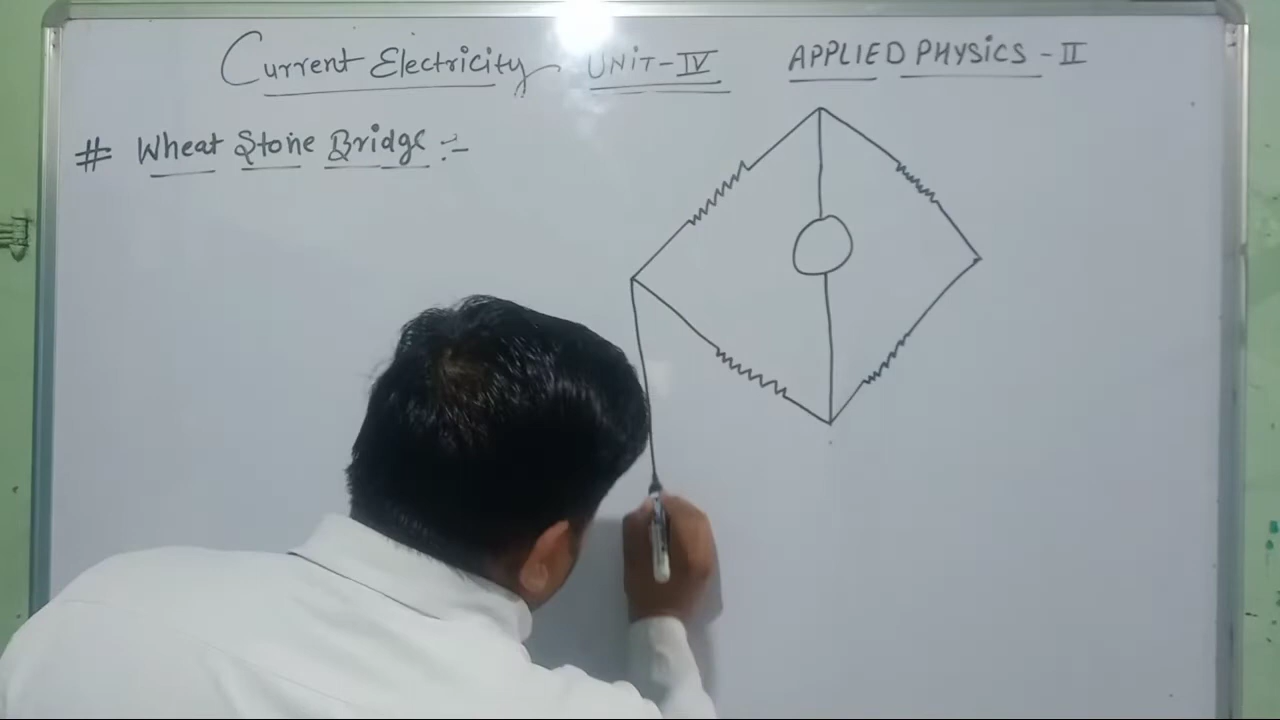 Current Electricity UNIT-IV APPLIED PHYSICS - II
# Wheat Stone Bridge :-